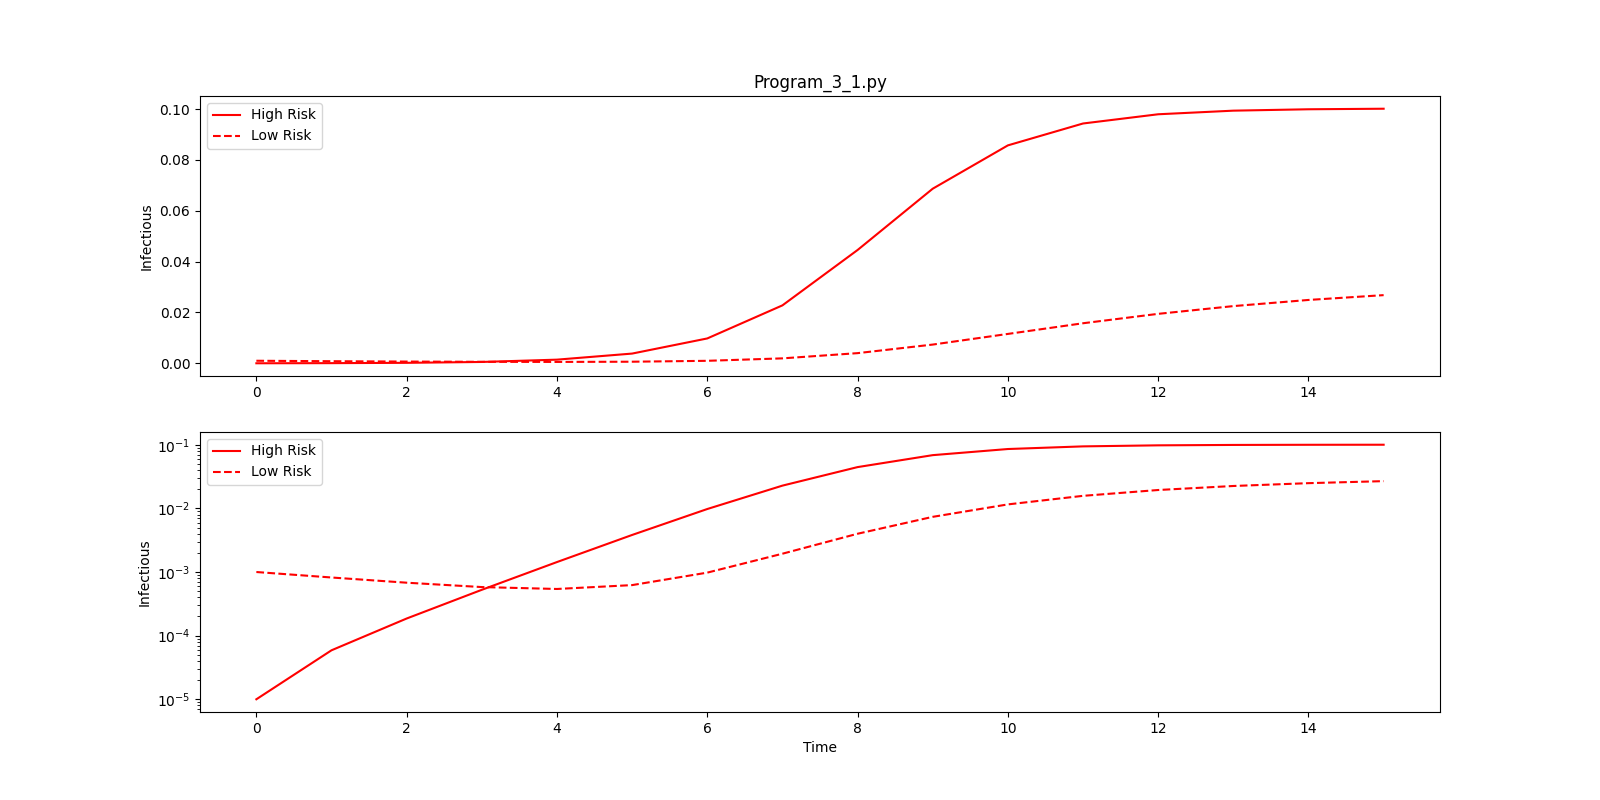 Program_3_1.py
High Risk
Low Risk
Infectious
0.10
0.08
0.06
0.04
0.02
0.00
0 2 4 6 8 10 12 14
High Risk
Low Risk
Infectious
10⁻¹
10⁻²
10⁻³
10⁻⁴
10⁻⁵
0 2 4 6 8 10 12 14
Time